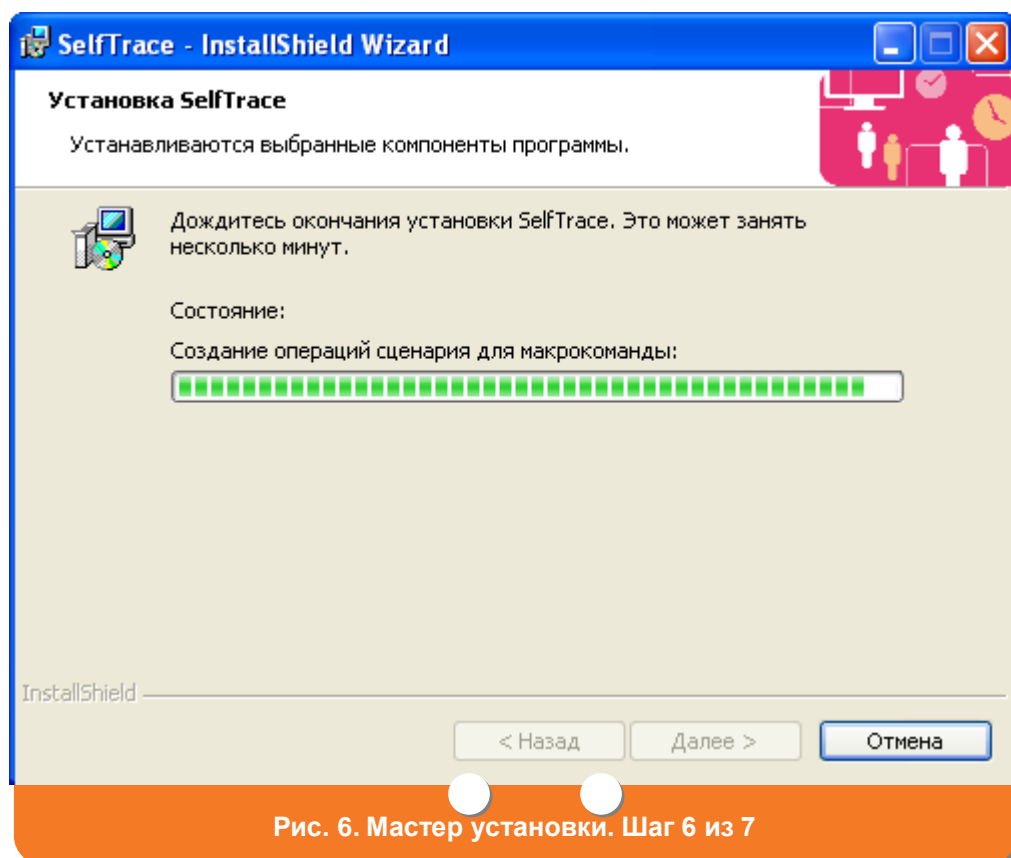 SelfTrace - InstallShield Wizard
Установка SelfTrace
Устанавливаются выбранные компоненты программы.
Дождитесь окончания установки SelfTrace. Это может занять
несколько минут.
Состояние:
Создание операций сценария для макрокоманды:
InstallShield
< Назад
Далее >
Отмена
Рис. 6. Мастер установки. Шаг 6 из 7